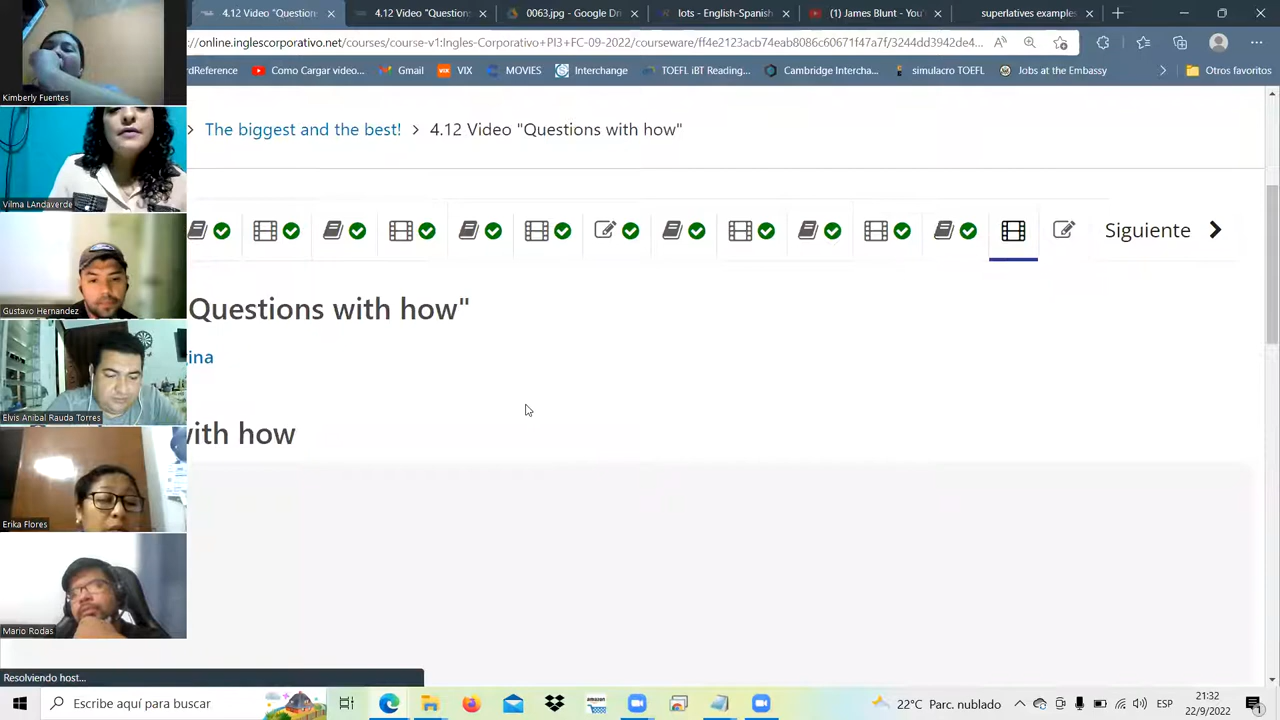 4.12 Video "Question
4.12 Video "Question
0063.jpg - Google Dri
lots - English-Spanish
(1) James Blunt - You
superlatives examples
//online.inglescorporativo.net/courses/course-v1:Ingles-Corporativo+PI3+FC-09-2022/courseware/ff4e2123acb74eab8086c60671f47a7f/3244dd3942de4...
rdReference
Como Cargar vídeo...
Gmail
VIX
MOVIES
Interchange
TOEFL iBT Reading...
Cambridge Intercha...
simulacro TOEFL
Jobs at the Embassy
Otros favoritos
Kimberly Fuentes
The biggest and the best! > 4.12 Video "Questions with how"
Vilma LAndaverde
Siguiente
Gustavo Hernandez
"Questions with how"
ina
Elvis Anibal Rauda Torres
with how
Erika Flores
Mario Rodas
Resolviendo host...
Escribe aquí para buscar
22°C Parc. nublado
ESP
21:32
22/9/2022